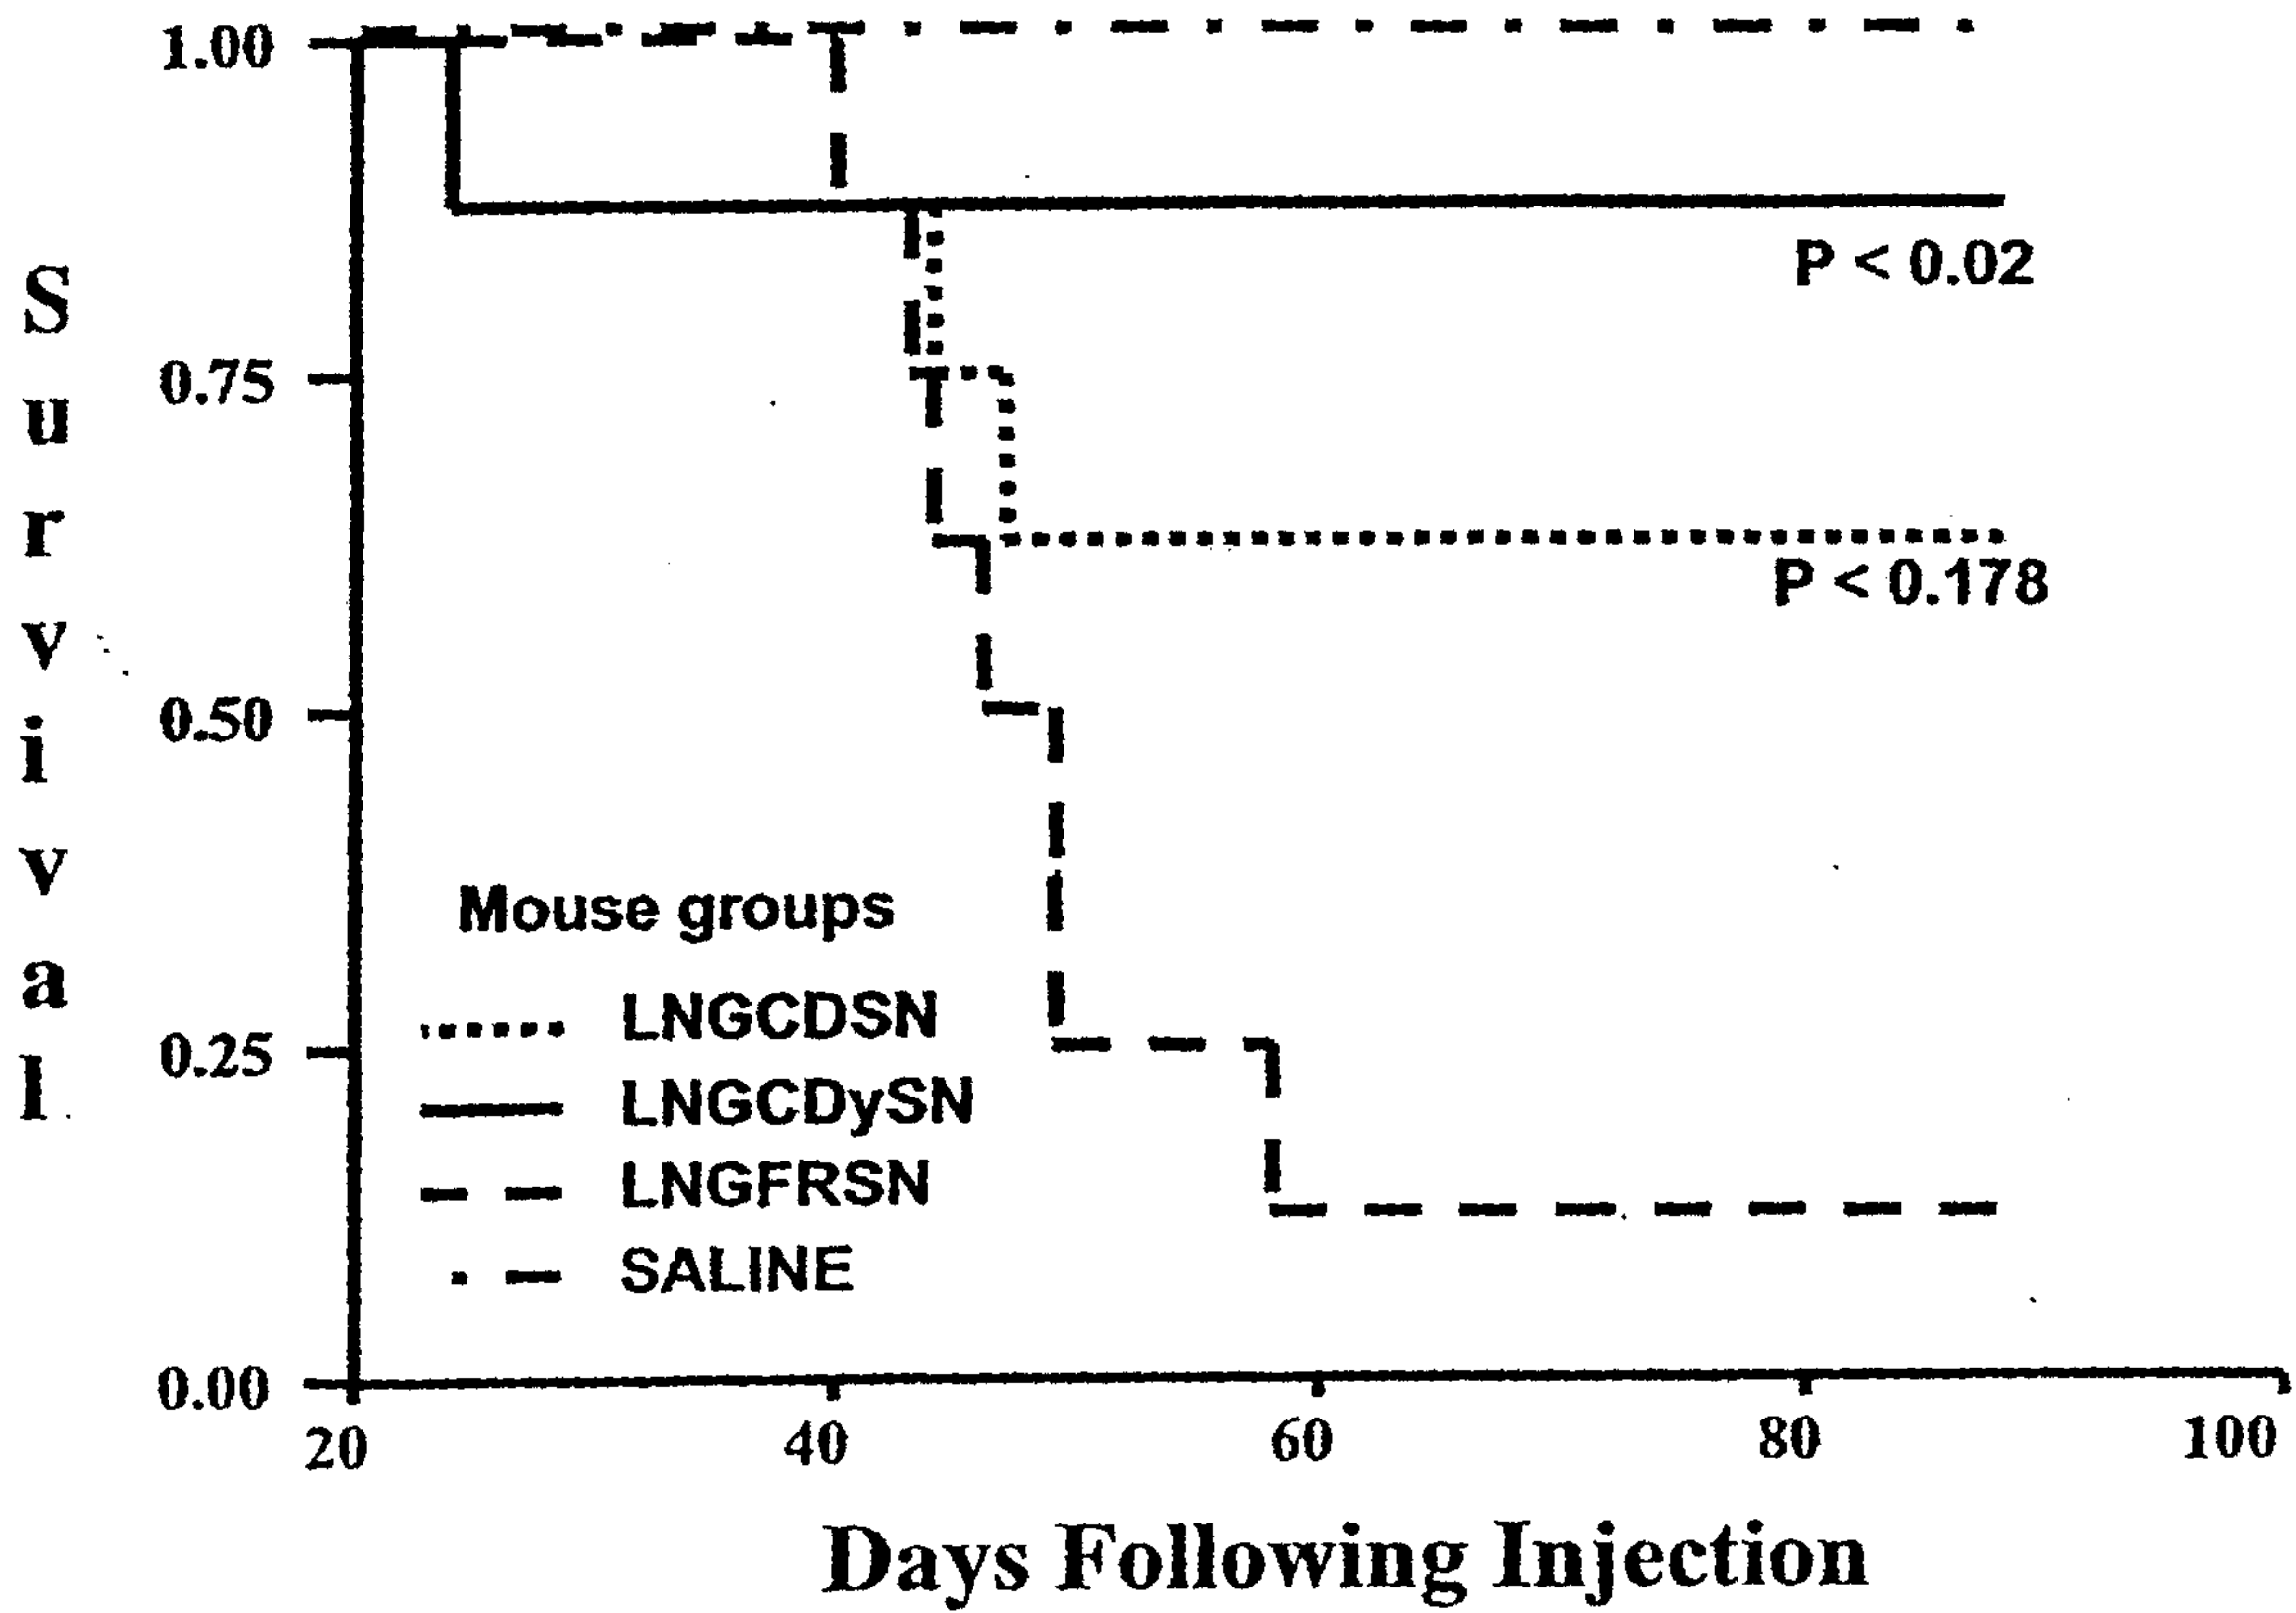 Survival
1.00
0.75
0.50
0.25
0.00
P < 0.02
P < 0.178
Mouse groups
LNGCDSN
LNGCDySN
LNGFRSN
SALINE
20 40 60 80 100
Days Following Injection